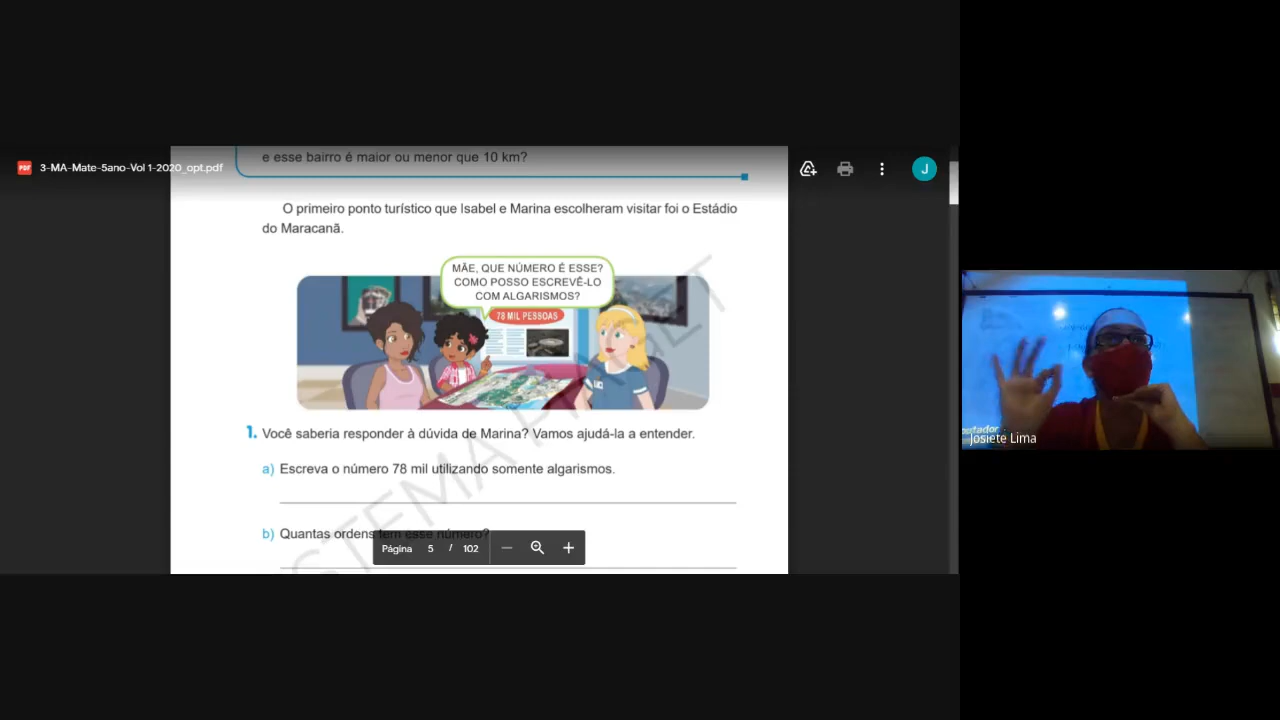 e esse bairro é maior ou menor que 10 km?
PDF 3-MA-Mate-5ano-Vol 1-2020_opt.pdf
J
O primeiro ponto turístico que Isabel e Marina escolheram visitar foi o Estádio
do Maracanã.
MÃE, QUE NÚMERO É ESSE?
COMO POSSO ESCREVÊ-LO
COM ALGARISMOS?
78 MIL PESSOAS
1. Você saberia responder à dúvida de Marina? Vamos ajudá-la a entender.
a) Escreva o número 78 mil utilizando somente algarismos.
b) Quantas ordens tem esse número?
Página 5 / 102
Josiete Lima